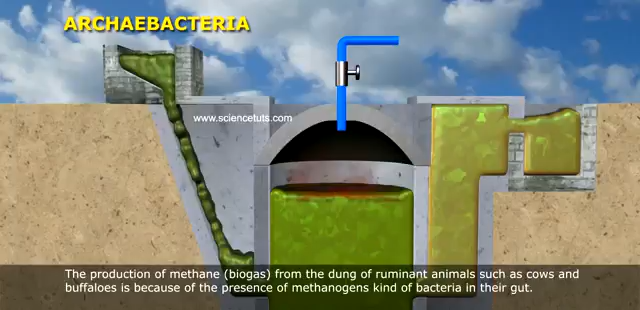 ARCHAEBACTERIA
www.sciencetuts.com
The production of methane (biogas) from the dung of ruminant animals such as cows and
buffaloes is because of the presence of methanogens kind of bacteria in their gut.